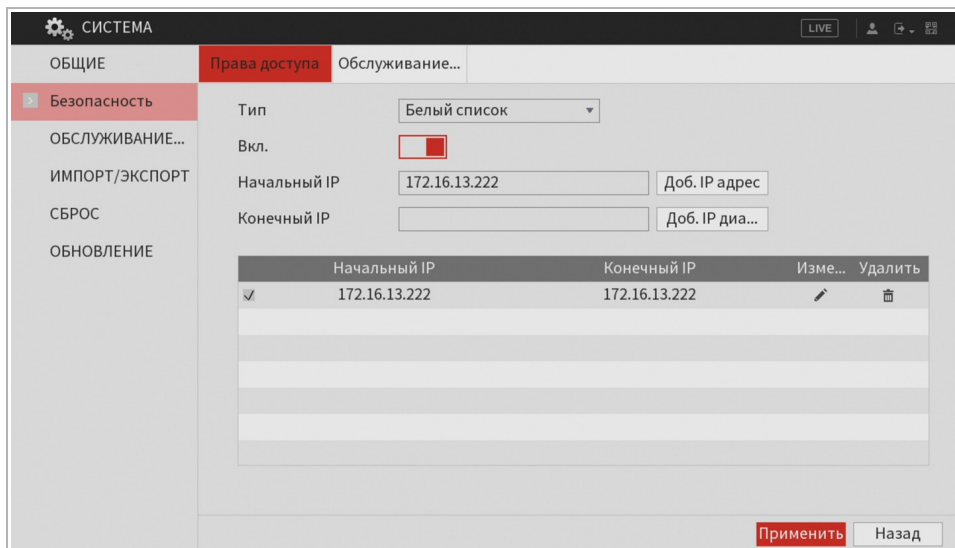 СИСТЕМА
LIVE
ОБЩИЕ
Безопасность
ОБСЛУЖИВАНИЕ...
ИМПОРТ/ЭКСПОРТ
СБРОС
ОБНОВЛЕНИЕ
Права доступа Обслуживание...
Тип Белый список
Вкл.
Начальный IP 172.16.13.222 Доб. IP адрес
Конечный IP Доб. IP диа...
Начальный IP Конечный IP Изме... Удалить
172.16.13.222 172.16.13.222
Применить Назад